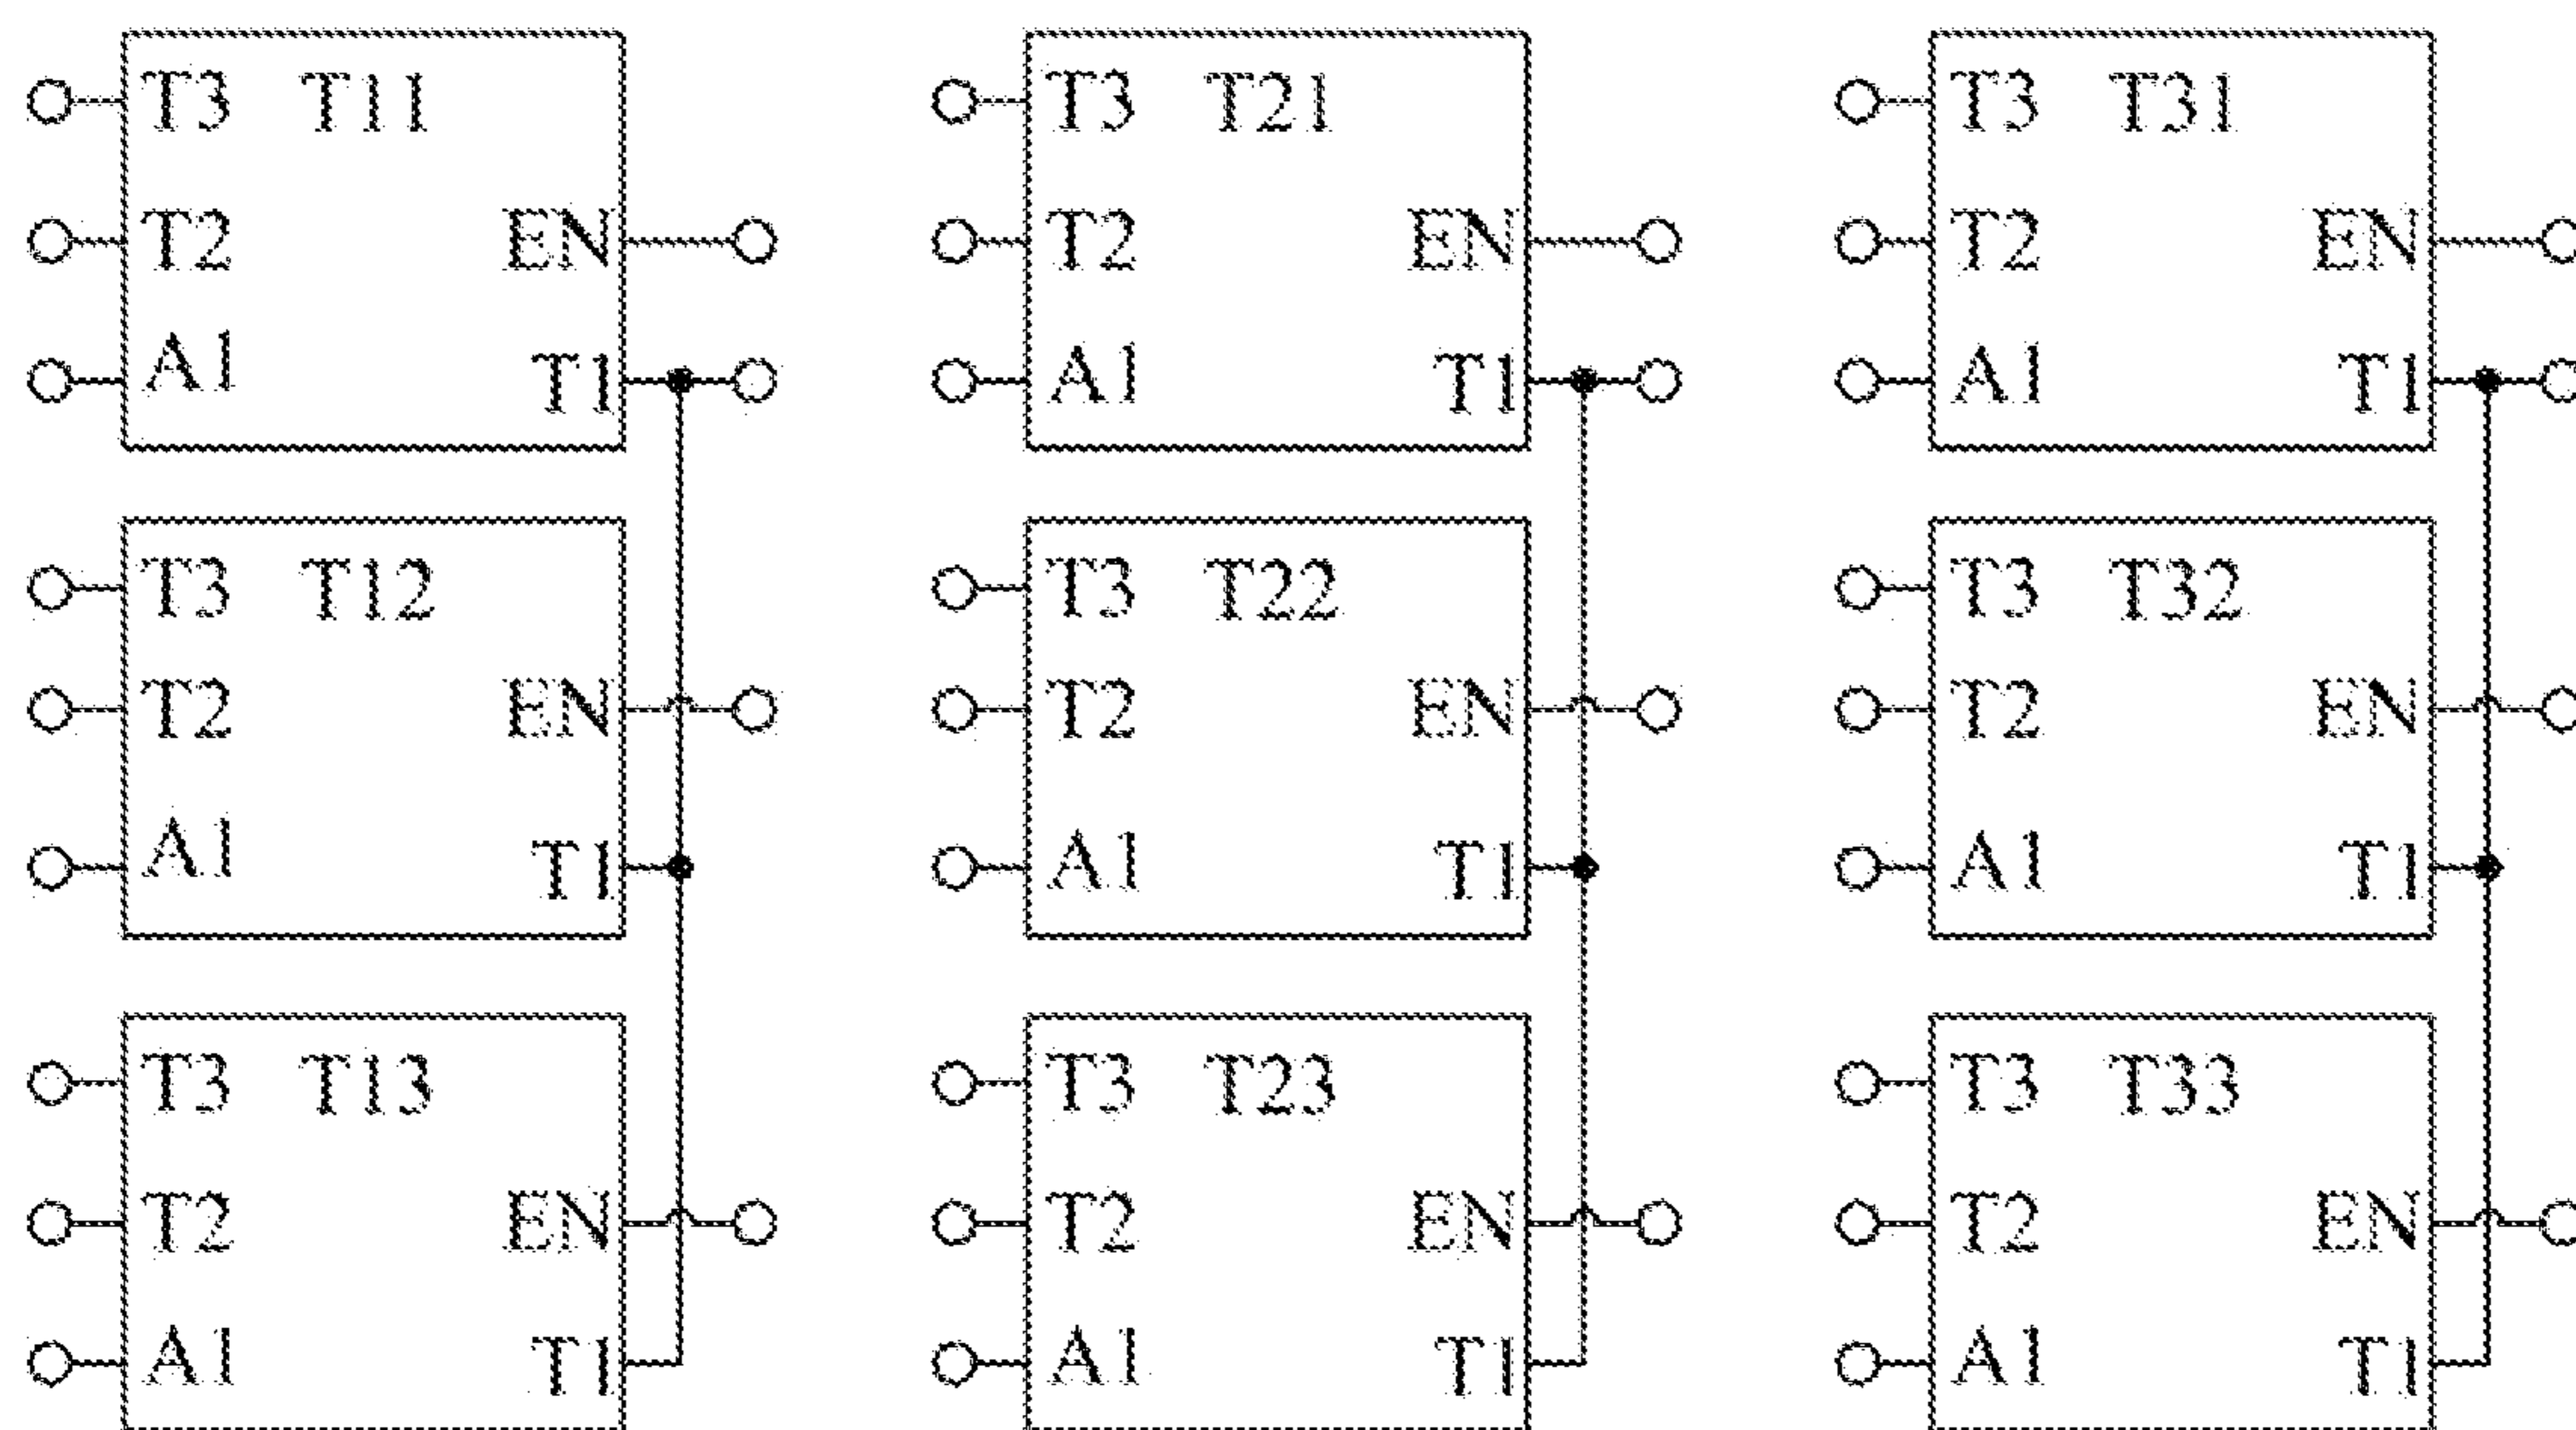 T3 T11 T3 T21 T3 T31
T2 EN T2 EN T2 EN
A1 T1 A1 T1 A1 T1
T3 T12 T3 T22 T3 T32
T2 EN T2 EN T2 EN
A1 T1 A1 T1 A1 T1
T3 T13 T3 T23 T3 T33
T2 EN T2 EN T2 EN
A1 T1 A1 T1 A1 T1